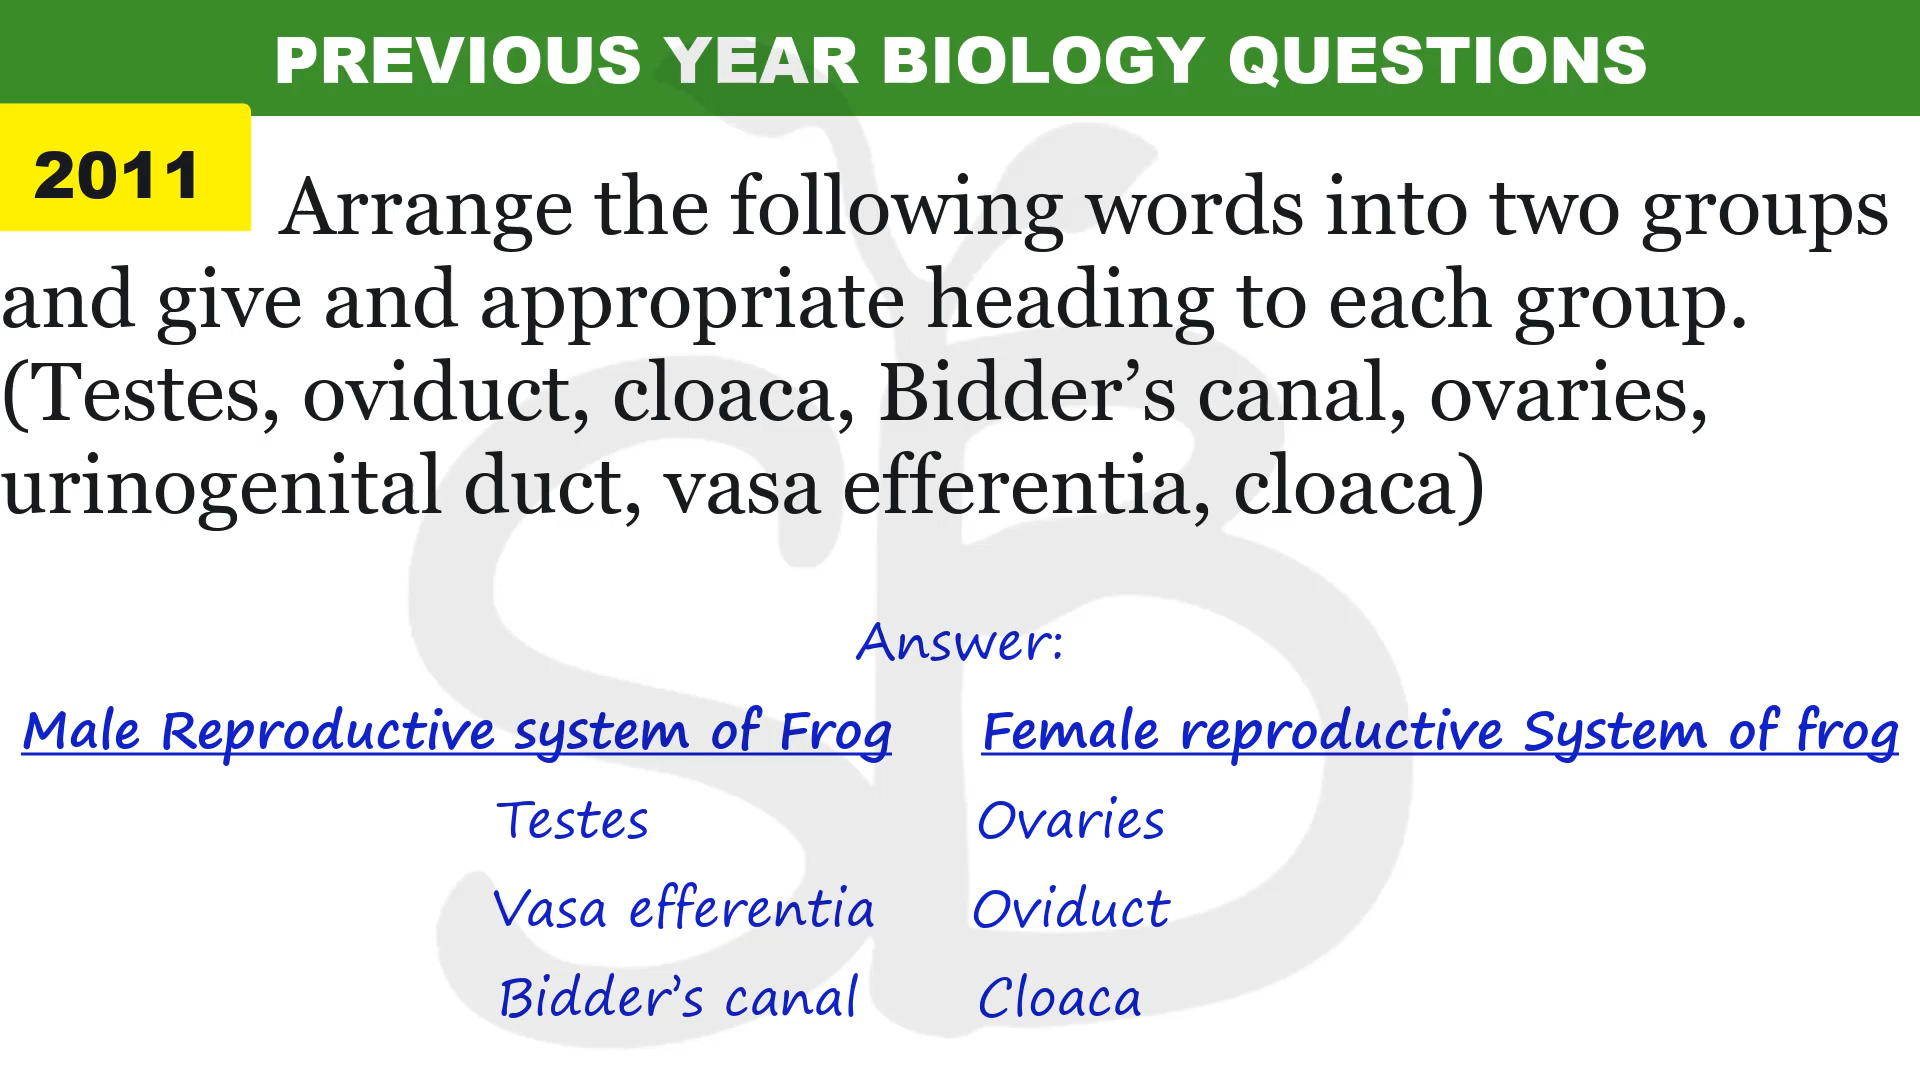 PREVIOUS YEAR BIOLOGY QUESTIONS
2011
Arrange the following words into two groups
and give and appropriate heading to each group.
(Testes, oviduct, cloaca, Bidder’s canal, ovaries,
urinogenital duct, vasa efferentia, cloaca)
Answer:
Male Reproductive system of Frog Female reproductive System of frog
Testes Ovaries
Vasa efferentia Oviduct
Bidder’s canal Cloaca